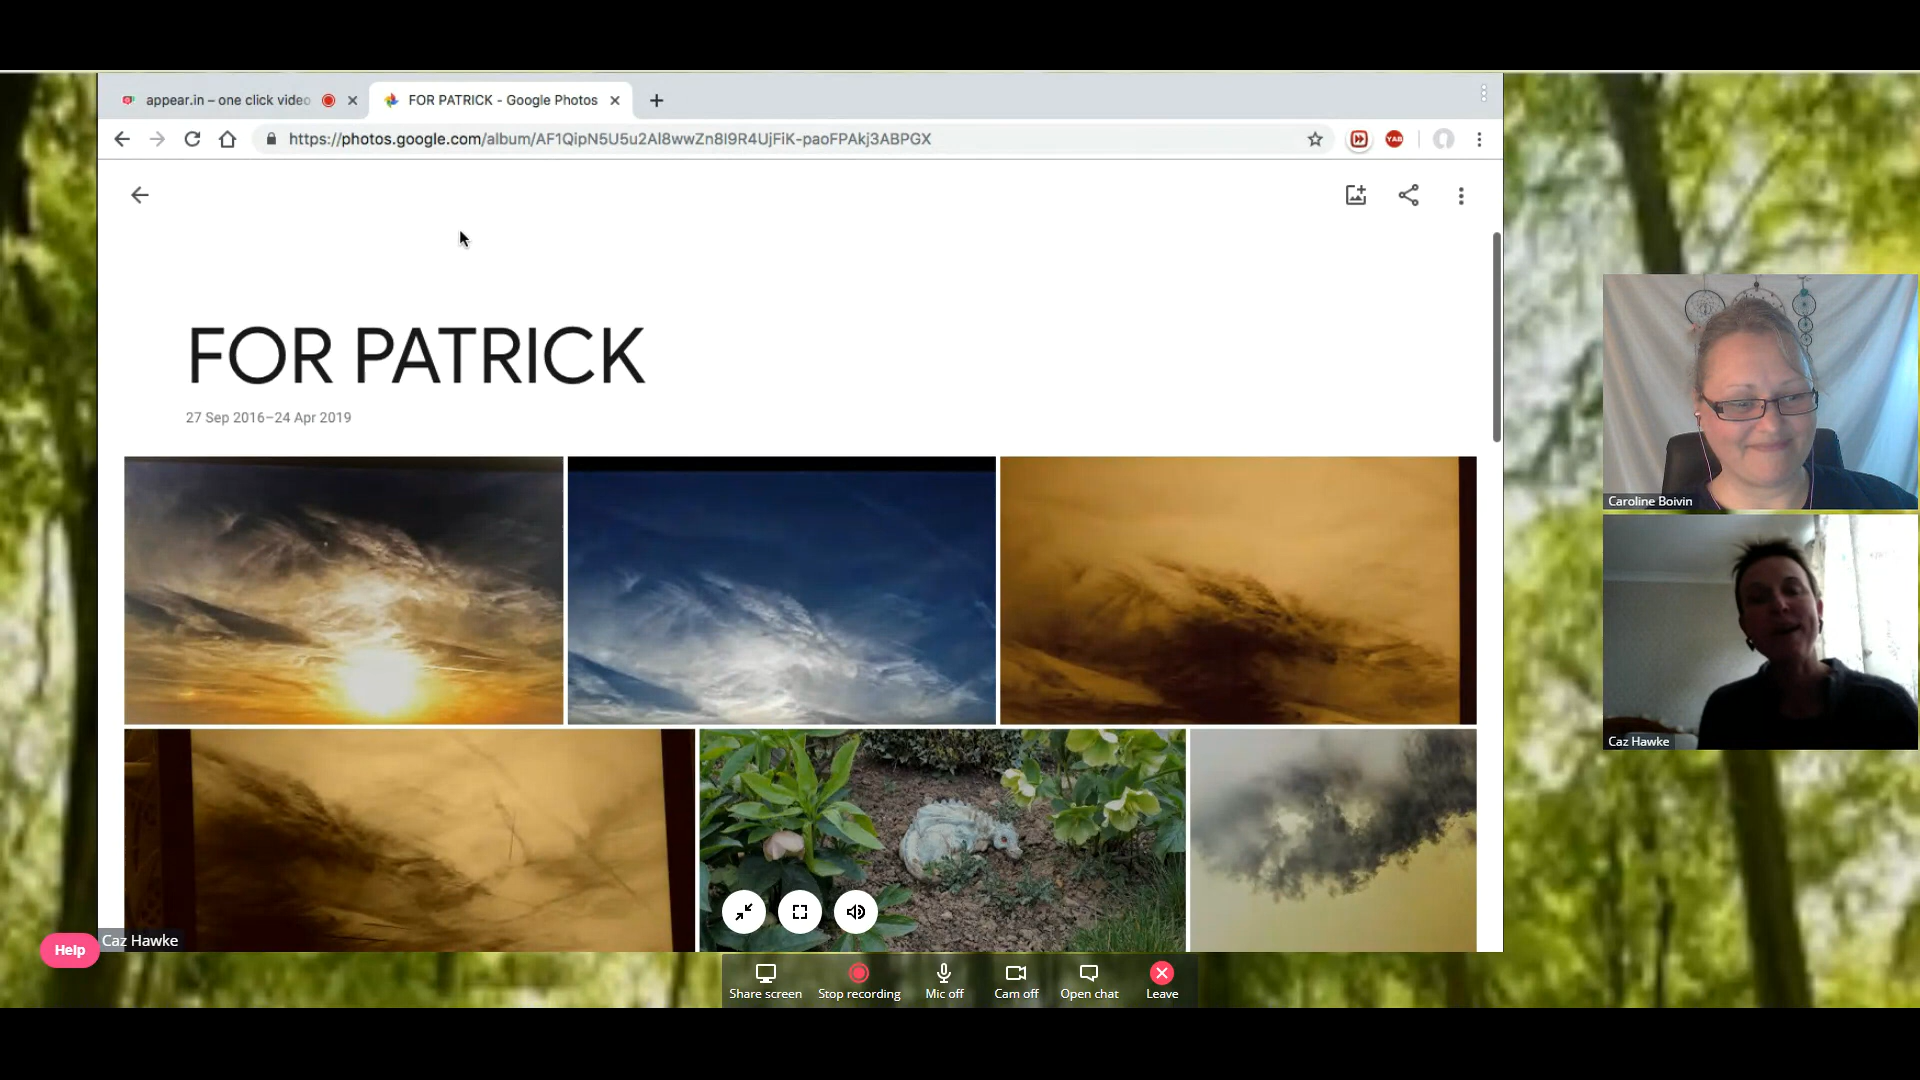 appear.in – one click video
FOR PATRICK - Google Photos
https://photos.google.com/album/AF1QipN5U5u2AI8wwZn8I9R4UjFiK-paoFPAkj3ABPGX
YAB
FOR PATRICK
27 Sep 2016–24 Apr 2019
Caroline Boivin
Caz Hawke
Caz Hawke
Help
Share screen
Stop recording
Mic off
Cam off
Open chat
Leave